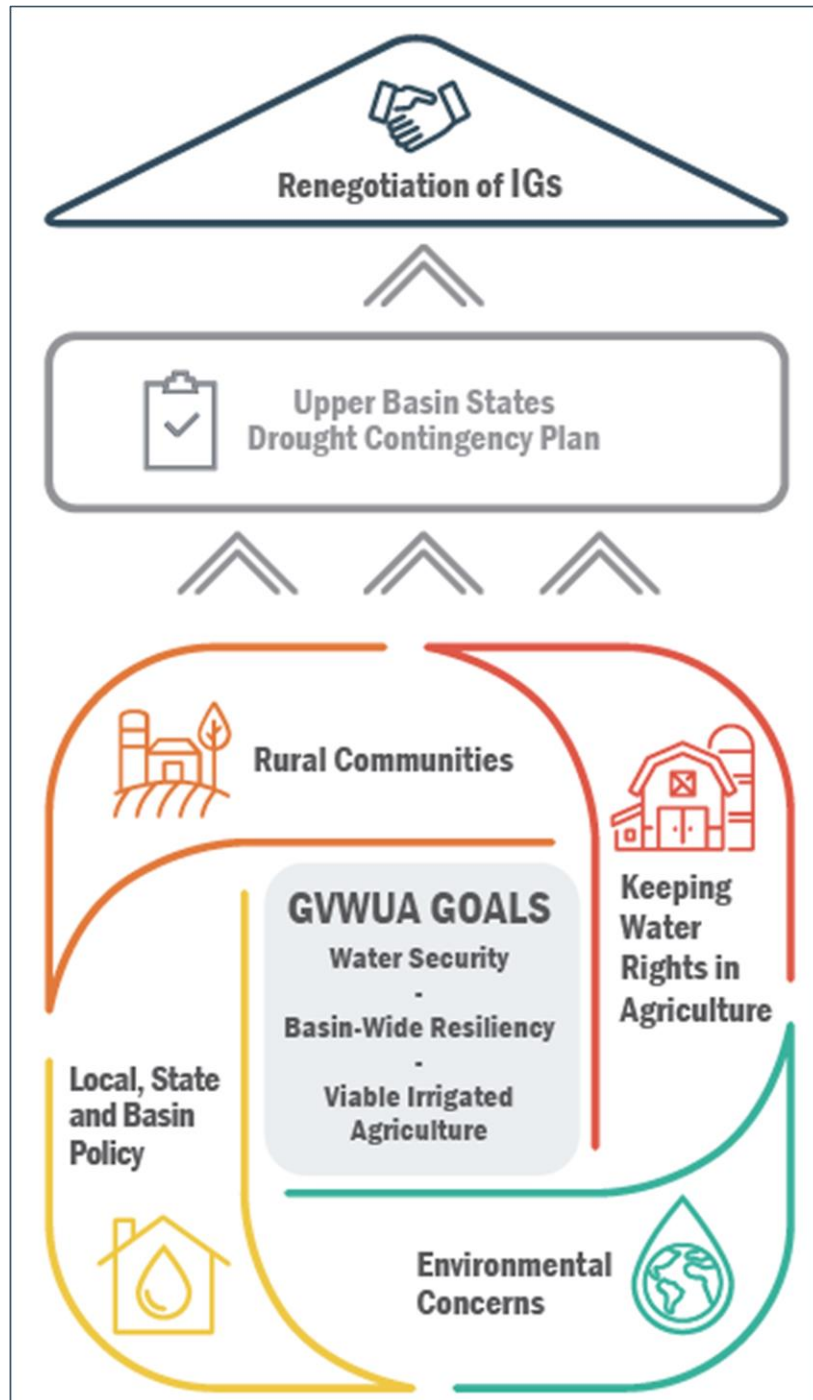 Renegotiation of IGs
Upper Basin States
Drought Contingency Plan
Rural Communities
Keeping
Water
Rights in
Agriculture
GVWUA GOALS
Water Security
-
Basin-Wide Resiliency
-
Viable Irrigated
Agriculture
Local, State
and Basin
Policy
Environmental
Concerns